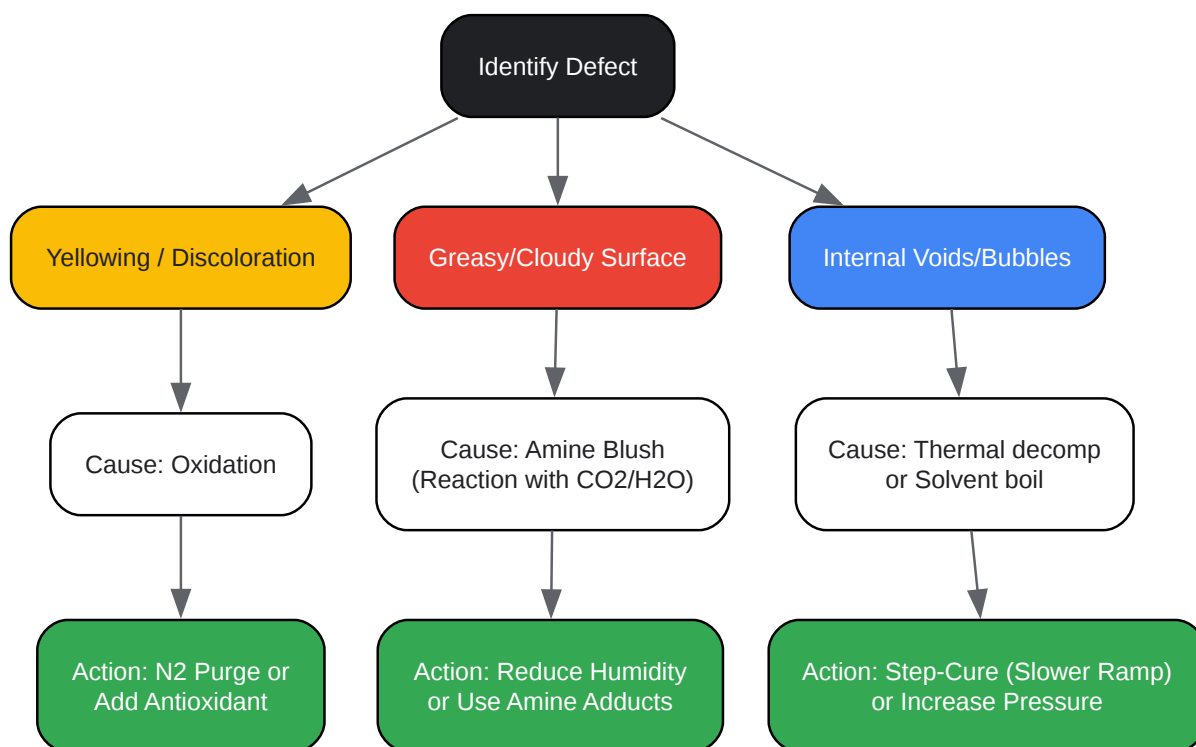 Identify Defect
Yellowing / Discoloration
Greasy/Cloudy Surface
Internal Voids/Bubbles
Cause: Oxidation
Cause: Amine Blush
(Reaction with CO2/H2O)
Cause: Thermal decomp
or Solvent boil
Action: N2 Purge or
Add Antioxidant
Action: Reduce Humidity
or Use Amine Adducts
Action: Step-Cure (Slower Ramp)
or Increase Pressure